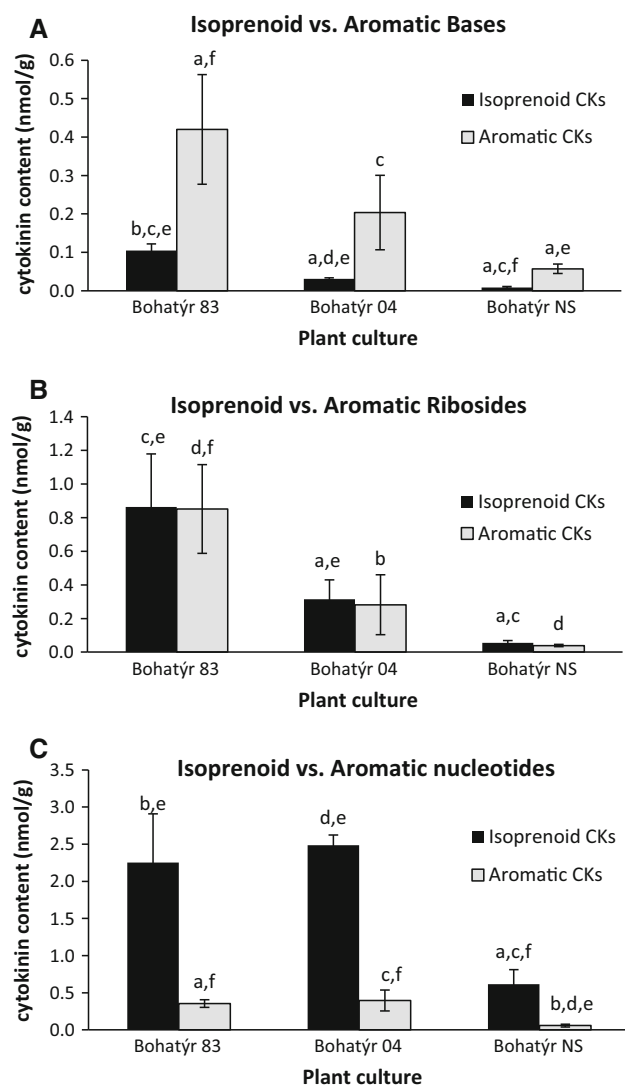 A
Isoprenoid vs. Aromatic Bases
cytokinin content (nmol/g)
0.6
0.5
0.4
0.3
0.2
0.1
0.0
b,c,e
a,f
a,d,e
c
a,c,f
a,e
Isoprenoid CKs
Aromatic CKs
Bohatýr 83 Bohatýr 04 Bohatýr NS
Plant culture
B
Isoprenoid vs. Aromatic Ribosides
cytokinin content (nmol/g)
1.4
1.2
1.0
0.8
0.6
0.4
0.2
0.0
c,e
d,f
a,e
b
a,c
d
Isoprenoid CKs
Aromatic CKs
Bohatýr 83 Bohatýr 04 Bohatýr NS
Plant culture
C
Isoprenoid vs. Aromatic nucleotides
cytokinin content (nmol/g)
3.5
3.0
2.5
2.0
1.5
1.0
0.5
0.0
b,e
a,f
d,e
c,f
a,c,f
b,d,e
Isoprenoid CKs
Aromatic CKs
Bohatýr 83 Bohatýr 04 Bohatýr NS
Plant culture